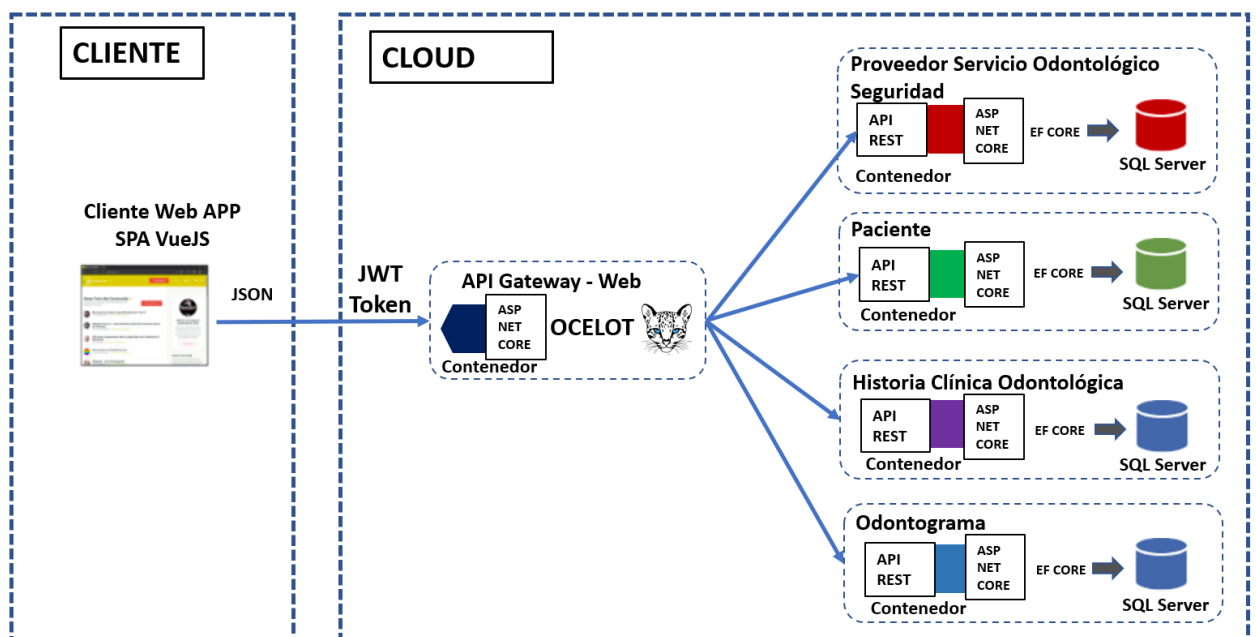 CLIENTE
Cliente Web APP
SPA VueJS
JSON
CLOUD
JWT
Token
API Gateway - Web
ASP
NET
CORE
OCELOT
Contenedor
Proveedor Servicio Odontológico
Seguridad
API
REST
ASP
NET
CORE
EF CORE
Contenedor
SQL Server
Paciente
API
REST
ASP
NET
CORE
EF CORE
Contenedor
SQL Server
Historia Clínica Odontológica
API
REST
ASP
NET
CORE
EF CORE
Contenedor
SQL Server
Odontograma
API
REST
ASP
NET
CORE
EF CORE
Contenedor
SQL Server